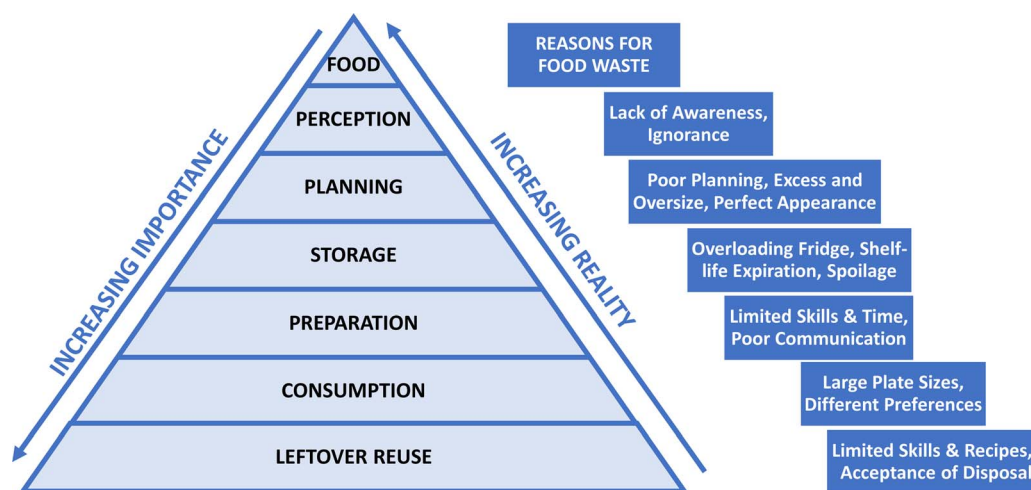 FOOD
PERCEPTION
PLANNING
STORAGE
PREPARATION
CONSUMPTION
LEFTOVER REUSE
INCREASING IMPORTANCE
INCREASING REALITY
REASONS FOR
FOOD WASTE
Lack of Awareness,
Ignorance
Poor Planning, Excess and
Oversize, Perfect Appearance
Overloading Fridge, Shelf-
life Expiration, Spoilage
Limited Skills & Time,
Poor Communication
Large Plate Sizes,
Different Preferences
Limited Skills & Recipes,
Acceptance of Disposal